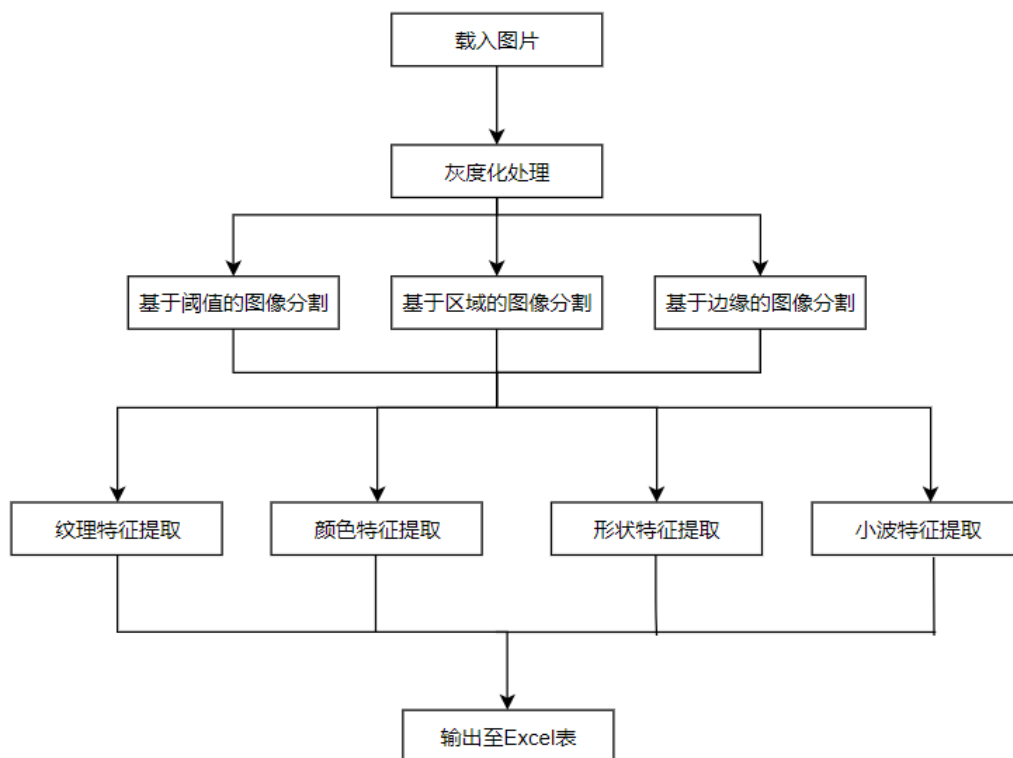 载入图片
灰度化处理
基于阈值的图像分割
基于区域的图像分割
基于边缘的图像分割
纹理特征提取
颜色特征提取
形状特征提取
小波特征提取
输出至Excel表